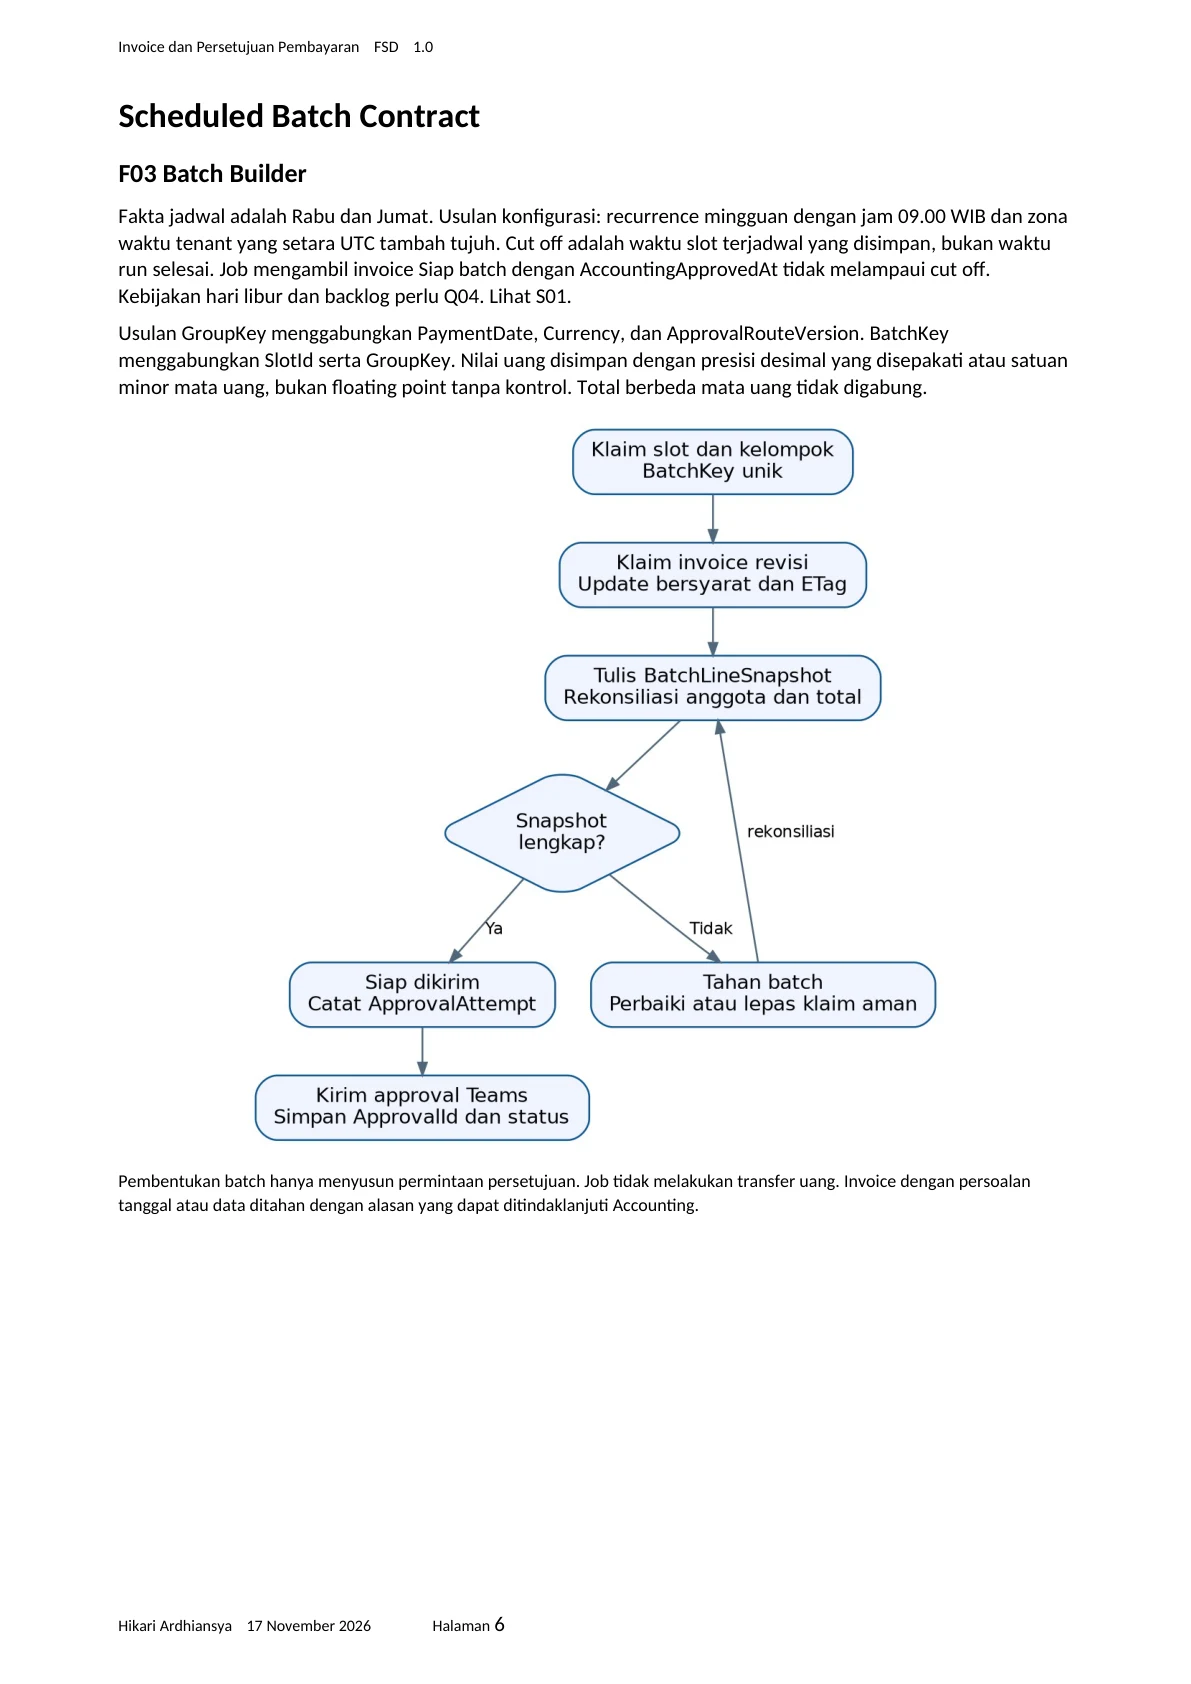 Invoice dan Persetujuan Pembayaran FSD 1.0
Scheduled Batch Contract
F03 Batch Builder
Fakta jadwal adalah Rabu dan Jumat. Usulan konfigurasi: recurrence mingguan dengan jam 09.00 WIB dan zona
waktu tenant yang setara UTC tambah tujuh. Cut off adalah waktu slot terjadwal yang disimpan, bukan waktu
run selesai. Job mengambil invoice Siap batch dengan AccountingApprovedAt tidak melampaui cut off.
Kebijakan hari libur dan backlog perlu Q04. Lihat S01.
Usulan GroupKey menggabungkan PaymentDate, Currency, dan ApprovalRouteVersion. BatchKey
menggabungkan SlotId serta GroupKey. Nilai uang disimpan dengan presisi desimal yang disepakati atau satuan
minor mata uang, bukan floating point tanpa kontrol. Total berbeda mata uang tidak digabung.
Klaim slot dan kelompok
BatchKey unik
Klaim invoice revisi
Update bersyarat dan ETag
Tulis BatchLineSnapshot
Rekonsiliasi anggota dan total
Snapshot
lengkap?
rekonsiliasi
Ya
Tidak
Siap dikirim
Catat ApprovalAttempt
Tahan batch
Perbaiki atau lepas klaim aman
Kirim approval Teams
Simpan ApprovalId dan status
Pembentukan batch hanya menyusun permintaan persetujuan. Job tidak melakukan transfer uang. Invoice dengan persoalan
tanggal atau data ditahan dengan alasan yang dapat ditindaklanjuti Accounting.
Hikari Ardhiansya 17 November 2026 Halaman 6